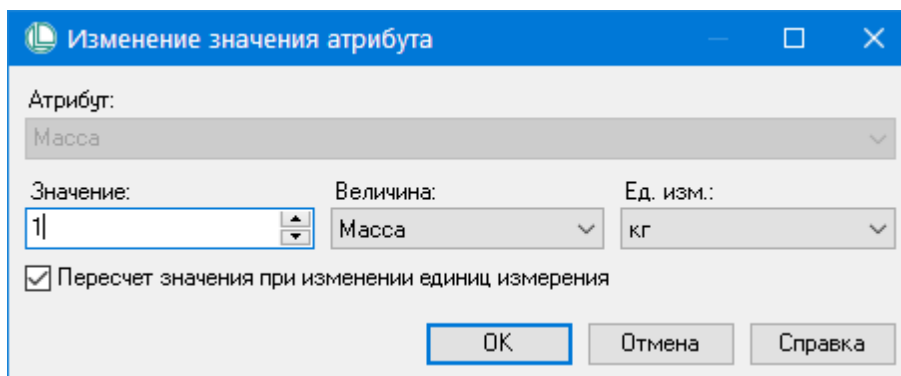 Изменение значения атрибута
Атрибут:
Масса
Значение: Величина: Ед. изм.:
1 Масса кг
Пересчет значения при изменении единиц измерения
ОК Отмена Справка